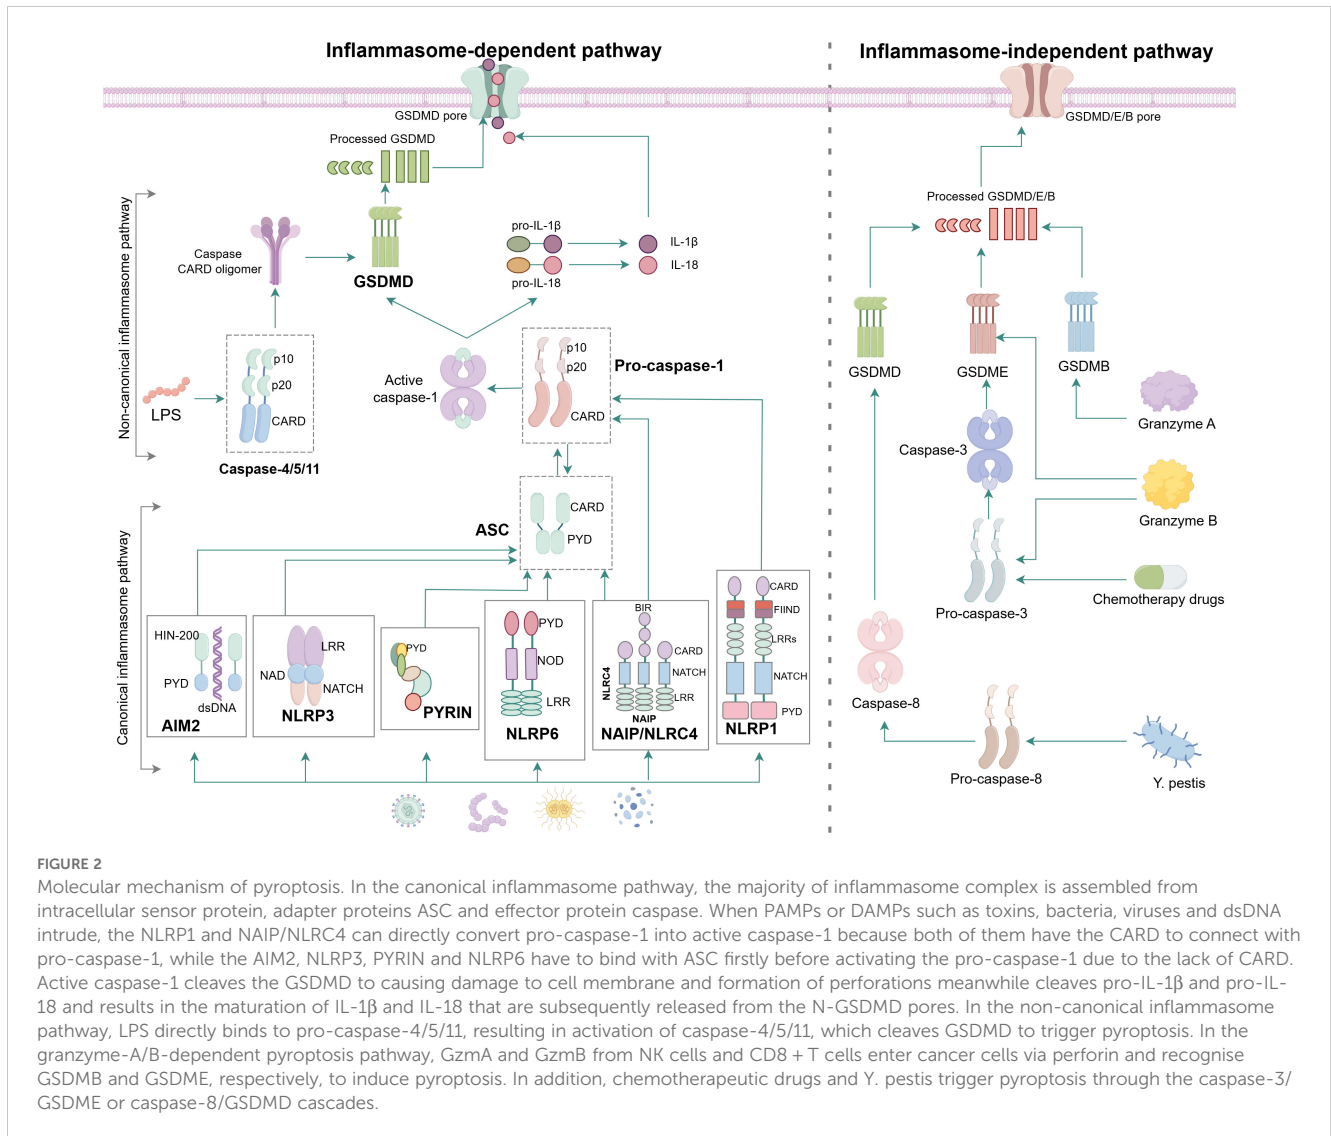 Inflammasome-dependent pathway
Inflammasome-independent pathway
GSDMD pore
GSDMD/E/B pore
Processed GSDMD
Processed GSDMD/E/B
Non-canonical inflammasome pathway
Caspase
CARD oligomer
GSDMD
pro-IL-1β
IL-1β
IL-18
pro-IL-18
p10
p20
CARD
LPS
Caspase-4/5/11
Active
caspase-1
p10
p20
CARD
Pro-caspase-1
GSDMD
GSDME
GSDMB
Granzyme A
Caspase-3
Granzyme B
Pro-caspase-3
Chemotherapy drugs
Caspase-8
Pro-caspase-8
Y. pestis
Canonical inflammasome pathway
ASC
CARD
PYD
HIN-200
PYD
dsDNA
AIM2
LRR
NAD
NATCH
NLRP3
PYD
PYRIN
PYD
NOD
LRR
NLRP6
BIR
CARD
NATCH
LRR
NLRC4
NAIP
NAIP/NLRC4
CARD
FIIND
LRRs
NATCH
PYD
NLRP1
FIGURE 2
Molecular mechanism of pyroptosis. In the canonical inflammasome pathway, the majority of inflammasome complex is assembled from
intracellular sensor protein, adapter proteins ASC and effector protein caspase. When PAMPs or DAMPs such as toxins, bacteria, viruses and dsDNA
intrude, the NLRP1 and NAIP/NLRC4 can directly convert pro-caspase-1 into active caspase-1 because both of them have the CARD to connect with
pro-caspase-1, while the AIM2, NLRP3, PYRIN and NLRP6 have to bind with ASC firstly before activating the pro-caspase-1 due to the lack of CARD.
Active caspase-1 cleaves the GSDMD to causing damage to cell membrane and formation of perforations meanwhile cleaves pro-IL-1β and pro-IL-
18 and results in the maturation of IL-1β and IL-18 that are subsequently released from the N-GSDMD pores. In the non-canonical inflammasome
pathway, LPS directly binds to pro-caspase-4/5/11, resulting in activation of caspase-4/5/11, which cleaves GSDMD to trigger pyroptosis. In the
granzyme-A/B-dependent pyroptosis pathway, GzmA and GzmB from NK cells and CD8 + T cells enter cancer cells via perforin and recognise
GSDMB and GSDME, respectively, to induce pyroptosis. In addition, chemotherapeutic drugs and Y. pestis trigger pyroptosis through the caspase-3/
GSDME or caspase-8/GSDMD cascades.